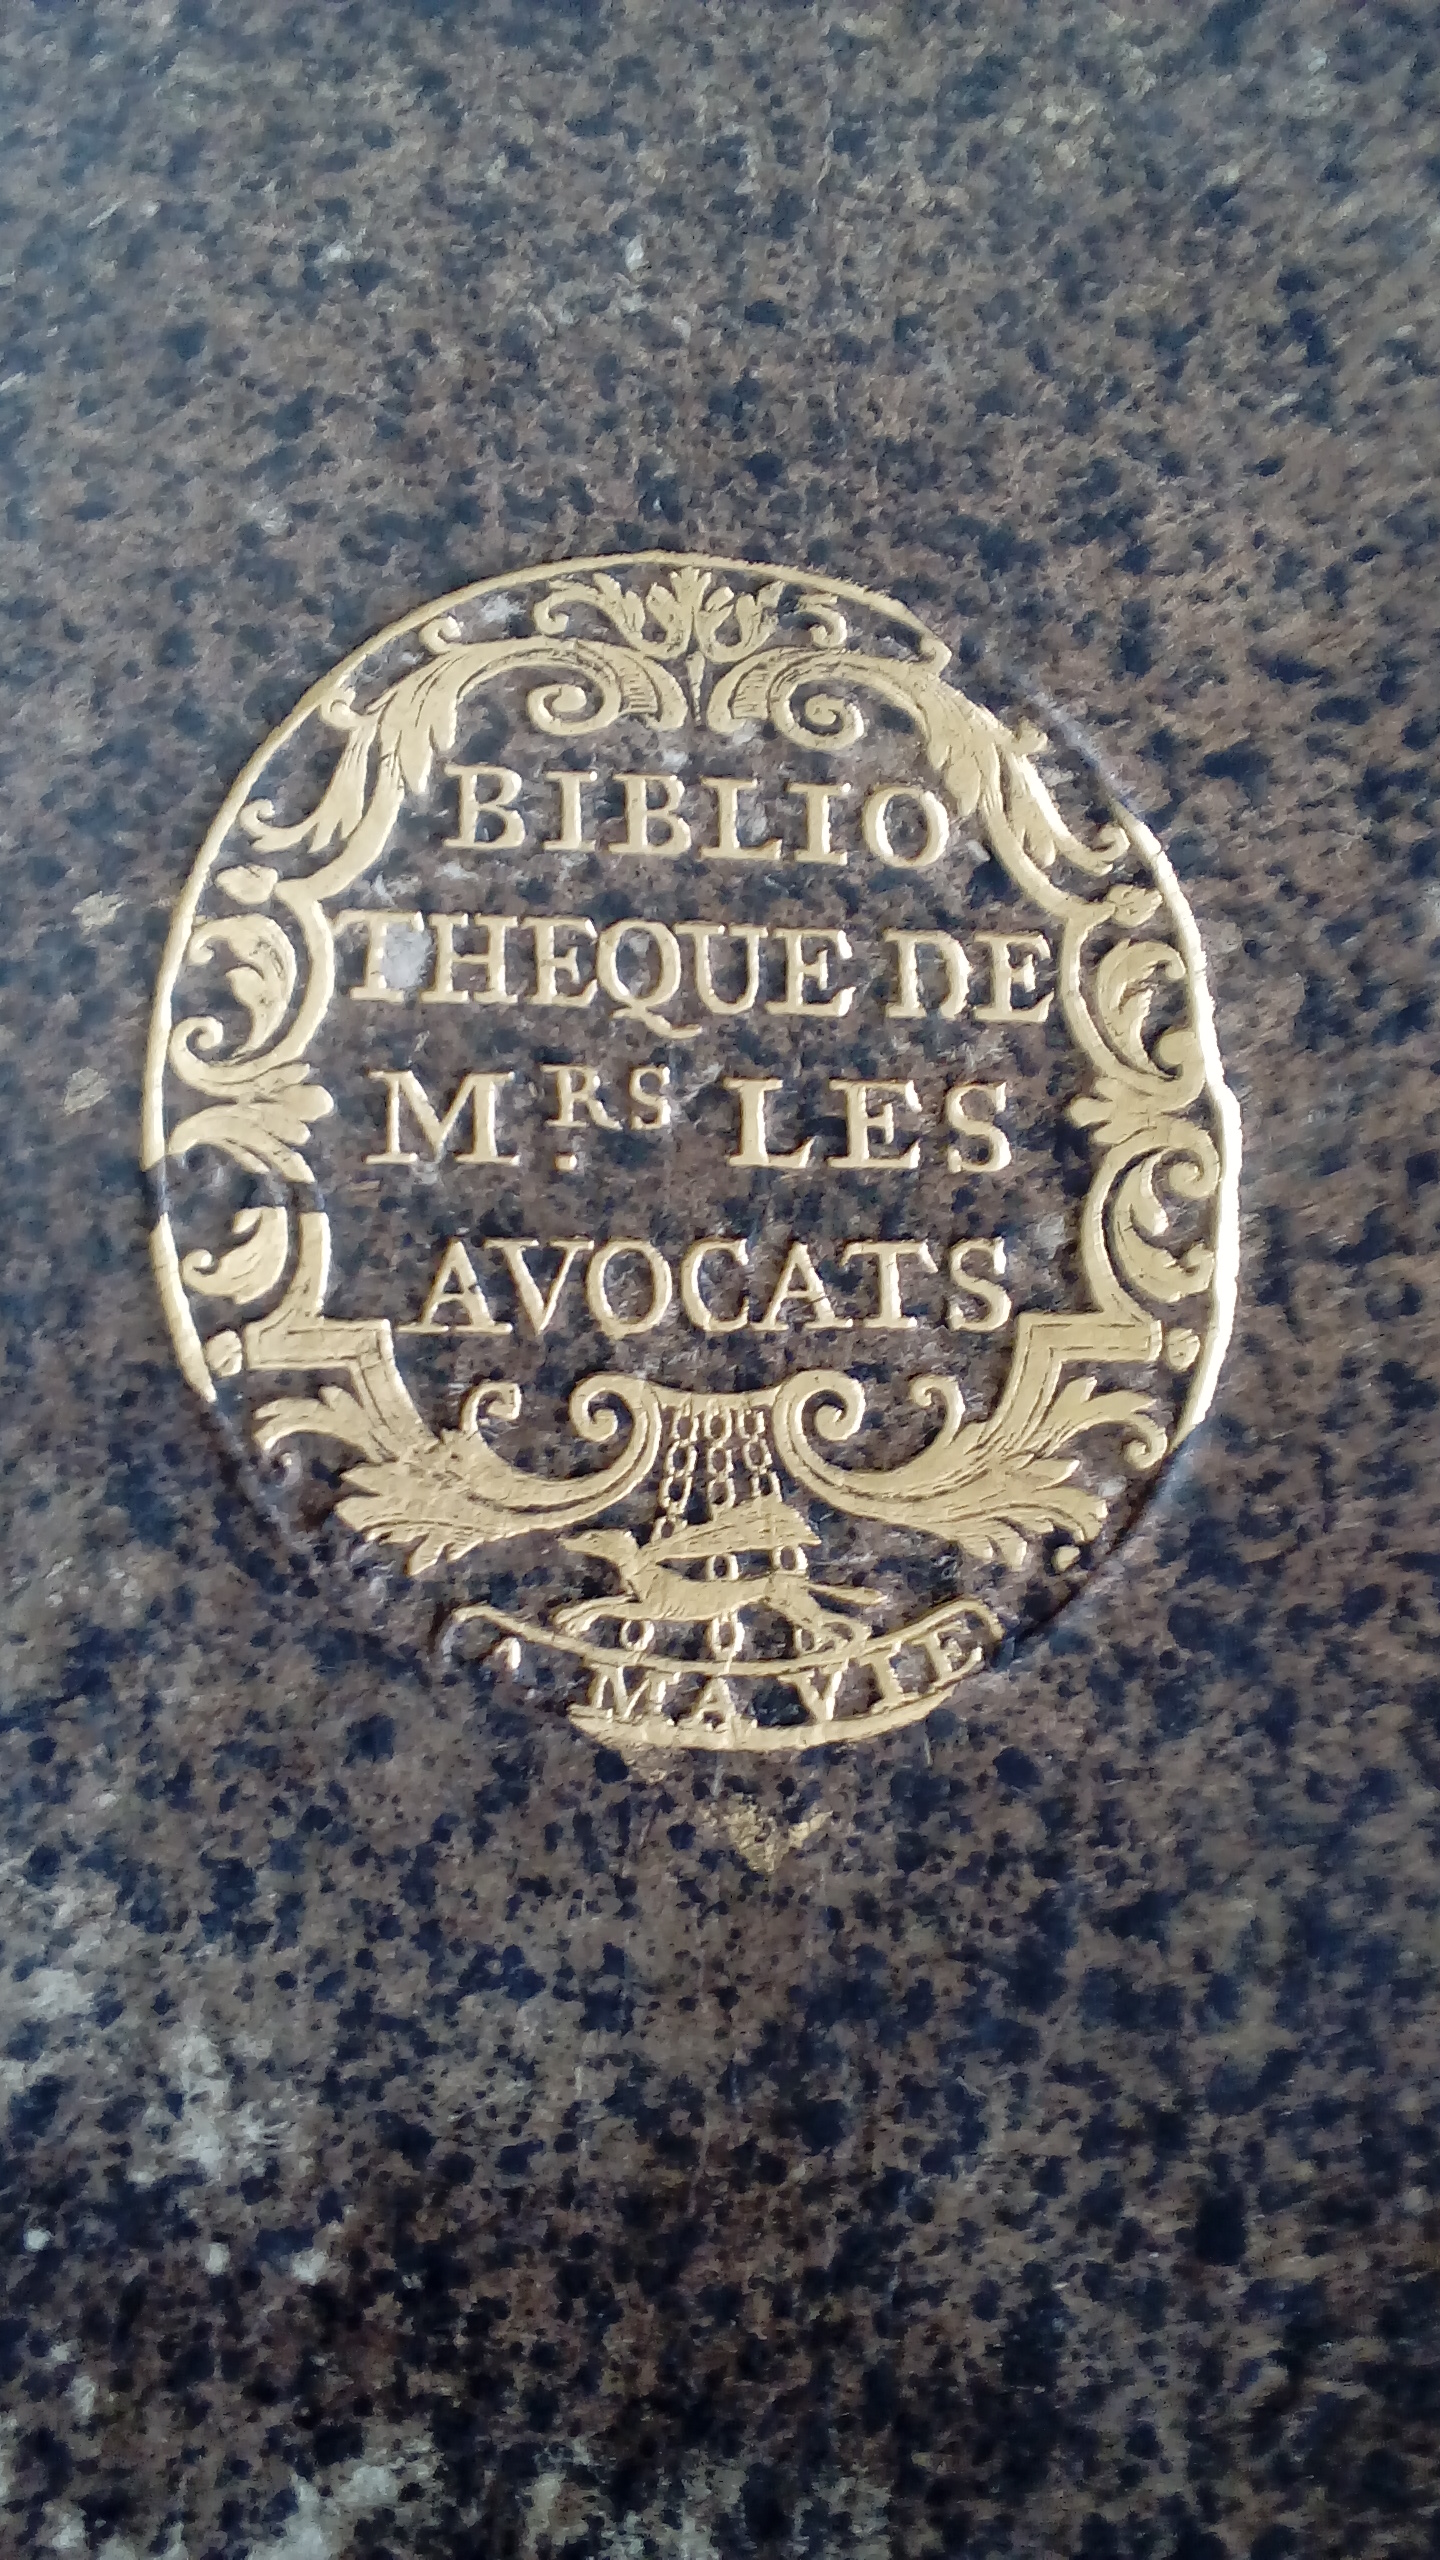 BIBLIO
THEQUE DE
MRS LES
AVOCATS
MA VIE